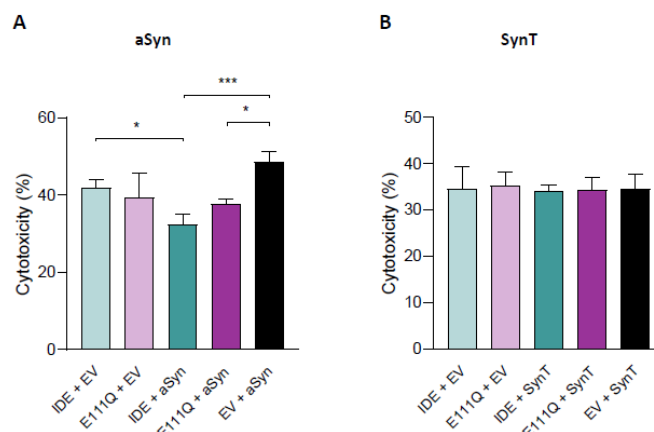 A
aSyn
***
*
*
60
40
20
0
Cytotoxicity (%)
IDE + EV
E111Q + EV
IDE + aSyn
E111Q + aSyn
EV + aSyn
B
SynT
50
40
30
20
10
0
Cytotoxicity (%)
IDE + EV
E111Q + EV
IDE + SynT
E111Q + SynT
EV + SynT